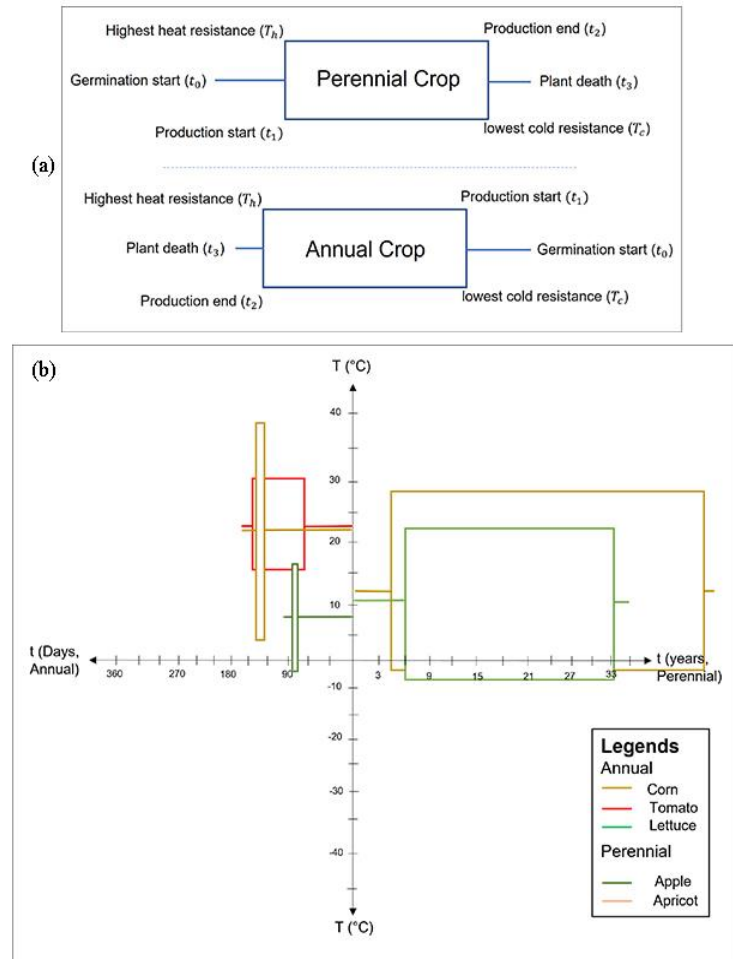 (a)
Highest heat resistance (Tₕ)
Production end (t₂)
Germination start (t₀)
Perennial Crop
Plant death (t₃)
Production start (t₁)
lowest cold resistance (T꜀)
Highest heat resistance (Tₕ)
Production start (t₁)
Plant death (t₃)
Annual Crop
Germination start (t₀)
Production end (t₂)
lowest cold resistance (T꜀)
(b)
T (°C)
40
30
20
10
t (Days,
Annual)
360 270 180 90
3 9 15 21 27 33
t (years,
Perennial)
-10
-20
-30
-40
T (°C)
Legends
Annual
Corn
Tomato
Lettuce
Perennial
Apple
Apricot